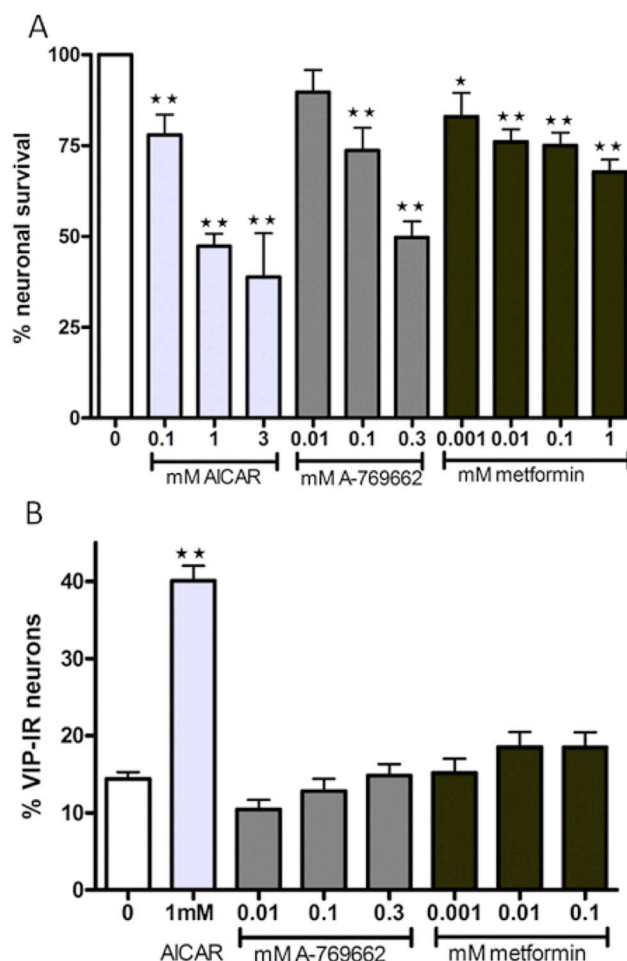 A
% neuronal survival
100
75
50
25
0
★★
★★
★★
★★
★★
★
★★
★★
★★
0 0.1 1 3 0.01 0.1 0.3 0.001 0.01 0.1 1
mM AICAR mM A-769662 mM metformin
B
% VIP-IR neurons
40
30
20
10
0
★★
0 1mM 0.01 0.1 0.3 0.001 0.01 0.1
AICAR mM A-769662 mM metformin